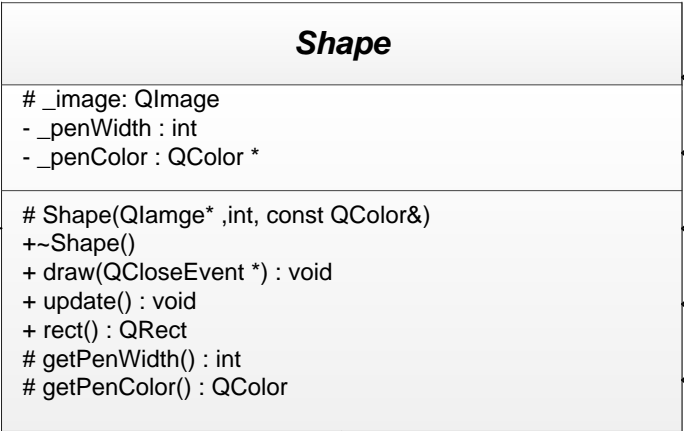 Shape
# _image: QImage
- _penWidth : int
- _penColor : QColor *
# Shape(QIamge* ,int, const QColor&)
+~Shape()
+ draw(QCloseEvent *) : void
+ update() : void
+ rect() : QRect
# getPenWidth() : int
# getPenColor() : QColor